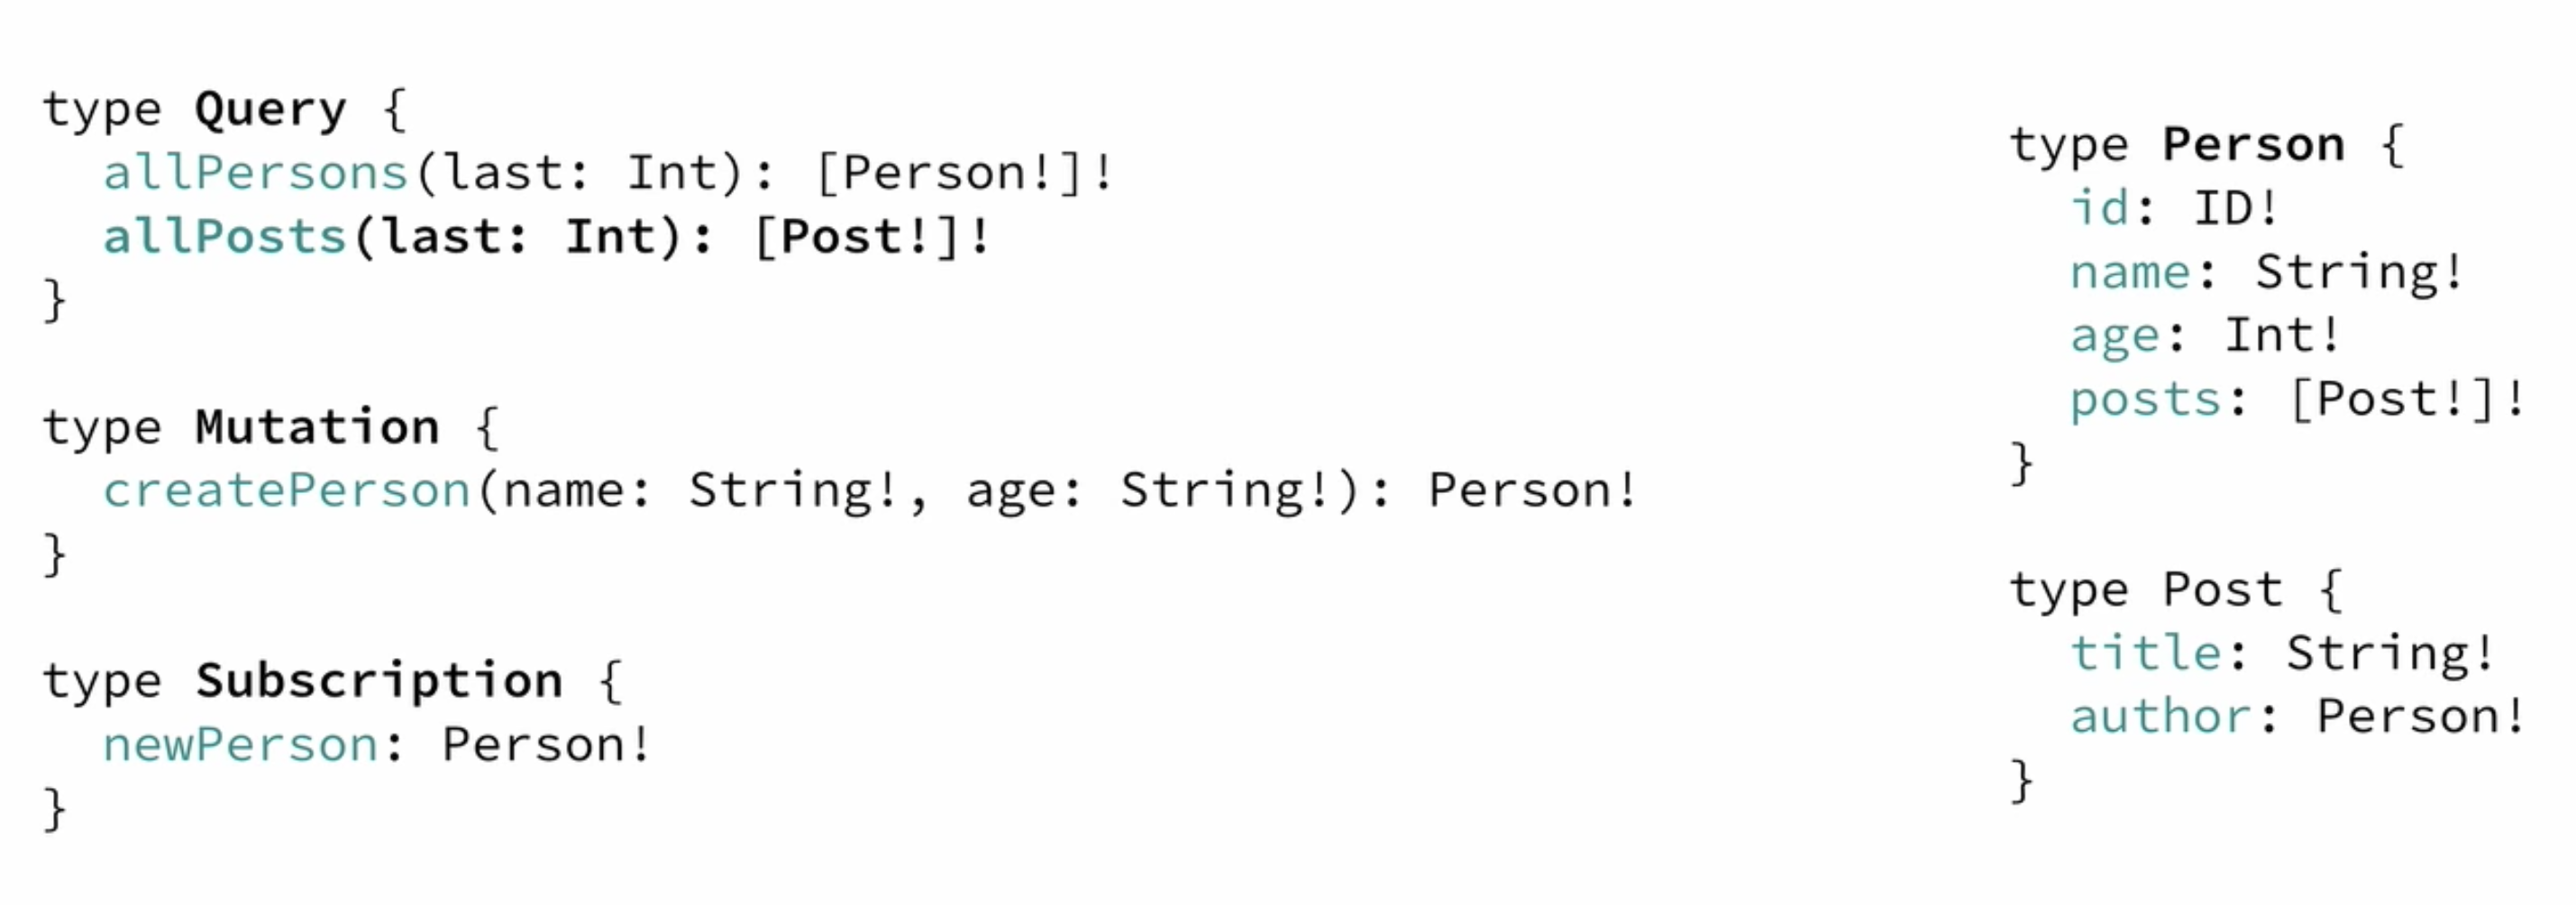 type Query {
  allPersons(last: Int): [Person!]!
  allPosts(last: Int): [Post!]!
}
type Mutation {
  createPerson(name: String!, age: String!): Person!
}
type Subscription {
  newPerson: Person!
}
type Person {
  id: ID!
  name: String!
  age: Int!
  posts: [Post!]!
}
type Post {
  title: String!
  author: Person!
}